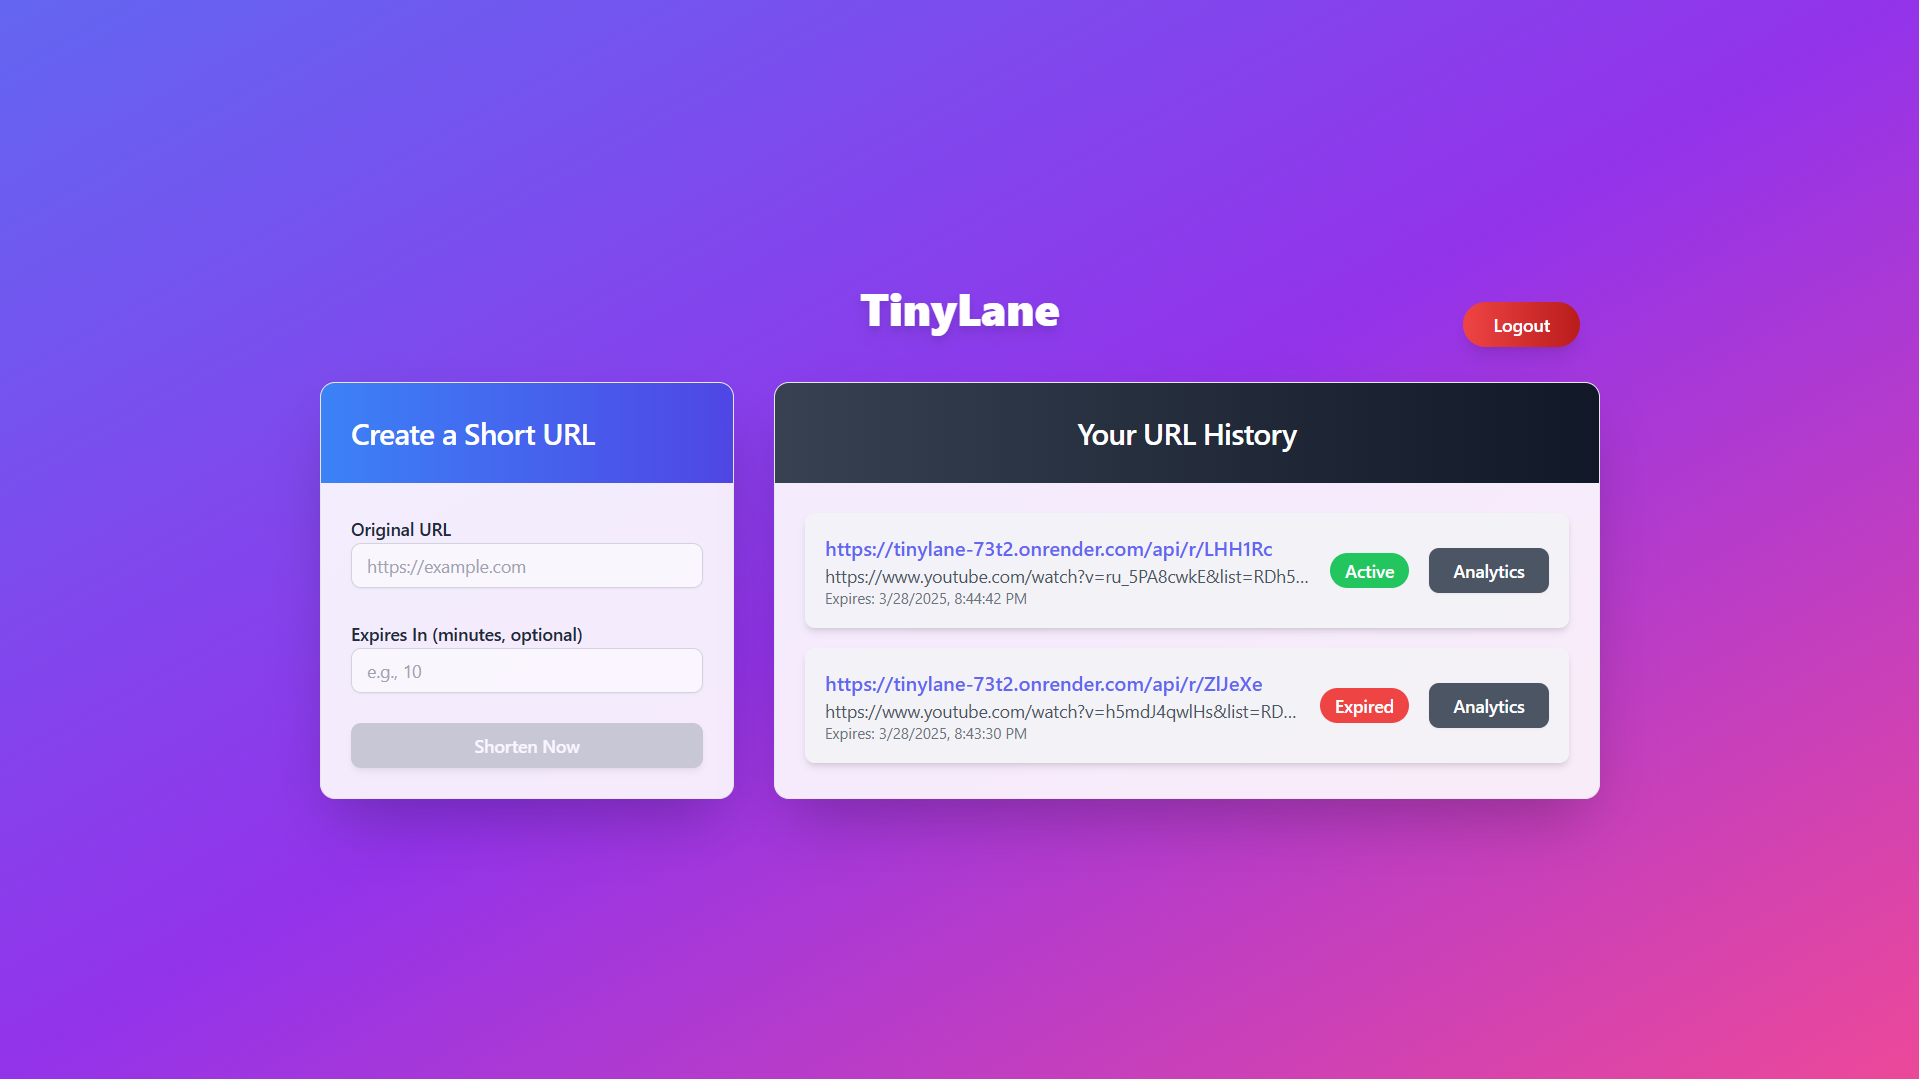 TinyLane
Logout
Create a Short URL
Original URL
https://example.com
Expires In (minutes, optional)
e.g., 10
Shorten Now
Your URL History
https://tinylane-73t2.onrender.com/api/r/LHH1Rc
https://www.youtube.com/watch?v=ru_5PA8cwkE&list=RDh5...
Expires: 3/28/2025, 8:44:42 PM
Active
Analytics
https://tinylane-73t2.onrender.com/api/r/ZlJeXe
https://www.youtube.com/watch?v=h5mdJ4qwlHs&list=RD...
Expires: 3/28/2025, 8:43:30 PM
Expired
Analytics